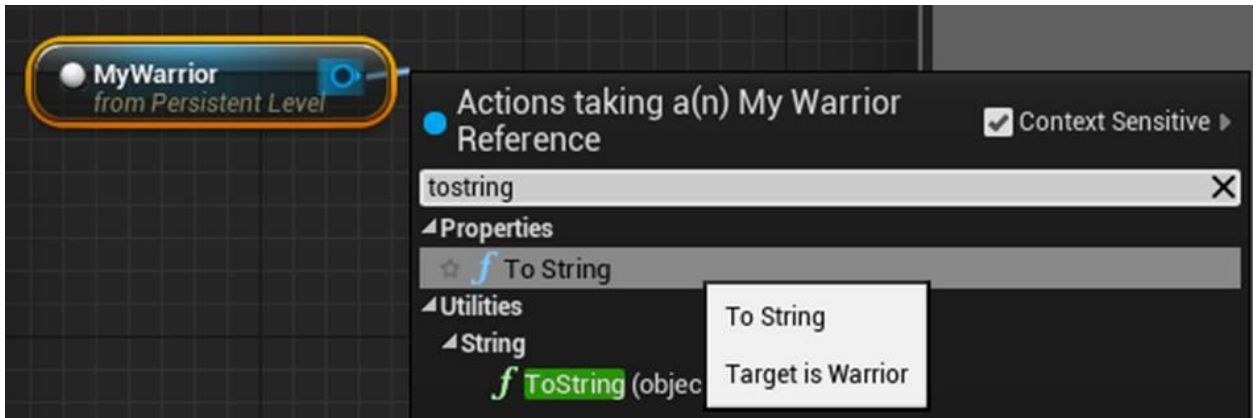 MyWarrior
from Persistent Level
Actions taking a(n) My Warrior
Reference
Context Sensitive
tostring
Properties
To String
Utilities
String
ToString (objec
To String
Target is Warrior